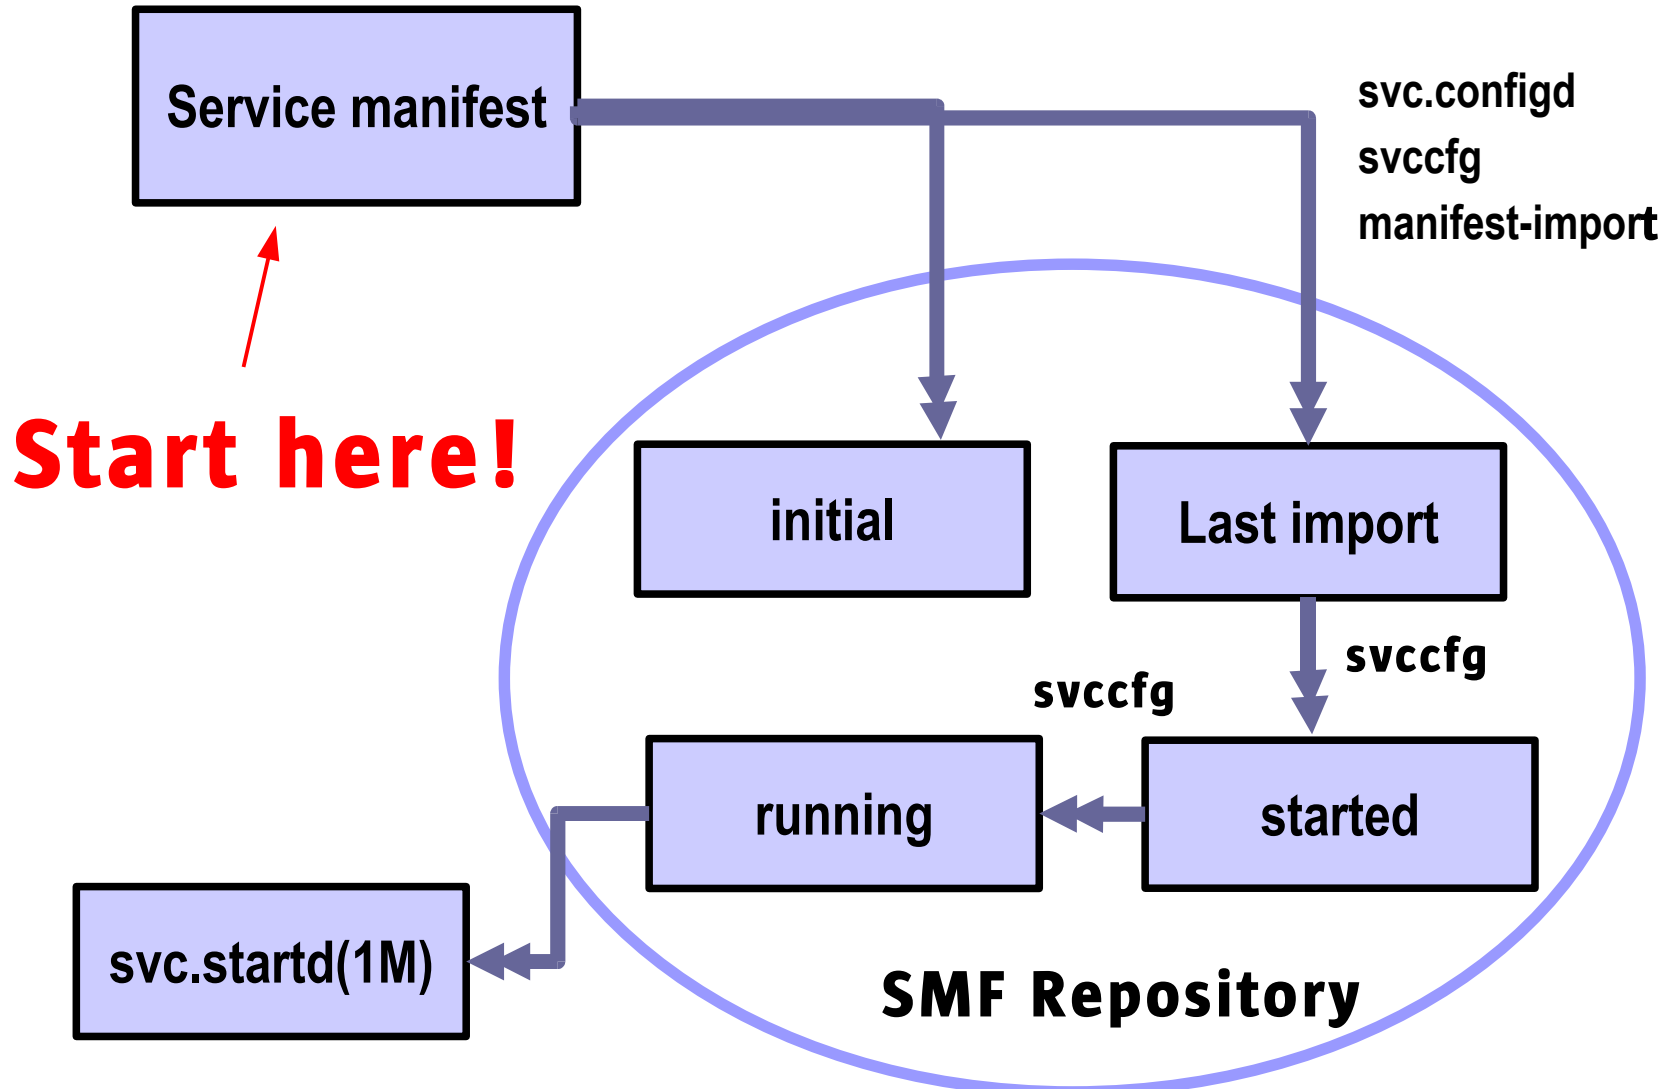 Service manifest
svc.configd
svccfg
manifest-import
Start here!
initial
Last import
svccfg
svccfg
running
started
svc.startd(1M)
SMF Repository